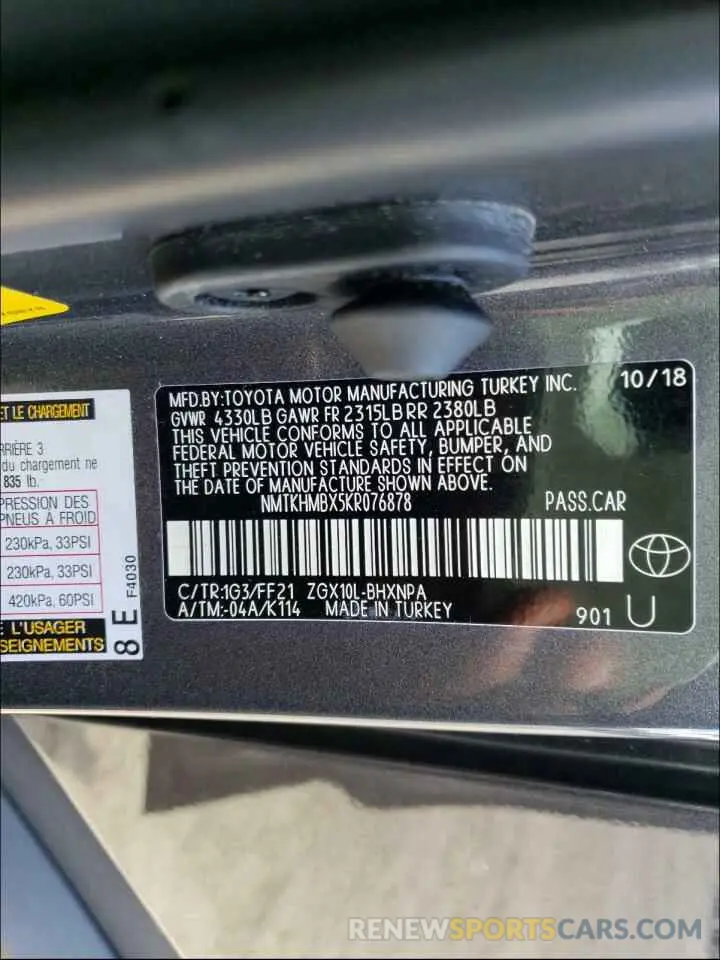 MFD.BY:TOYOTA MOTOR MANUFACTURING TURKEY INC. 10/18
GVWR 4330LB GAWR FR 2315LB RR 2380LB
THIS VEHICLE CONFORMS TO ALL APPLICABLE
FEDERAL MOTOR VEHICLE SAFETY, BUMPER, AND
THEFT PREVENTION STANDARDS IN EFFECT ON
THE DATE OF MANUFACTURE SHOWN ABOVE.
NMTKHMBX5KR076878 PASS.CAR
C/TR:1G3/FF21 ZGX10L-BHXNPA
A/TM:-04A/K114 MADE IN TURKEY
901 U
ET LE CHARGEMENT
RRIÈRE 3
du chargement ne
835 lb.
PRESSION DES
PNEUS À FROID
230kPa, 33PSI
230kPa, 33PSI
420kPa, 60PSI
L'USAGER
SEIGNEMENTS
8 E F4030
RENEWSPORTSCARS.COM